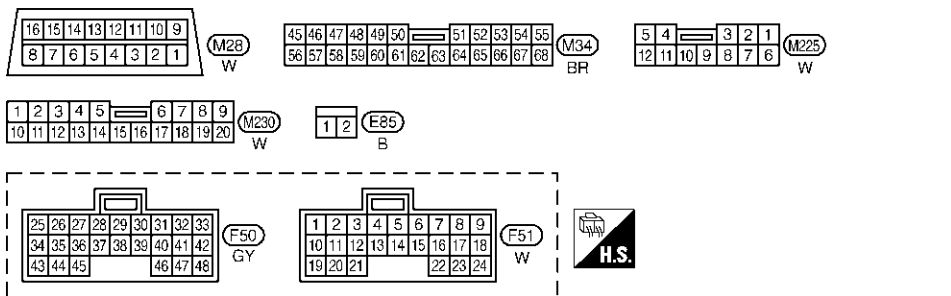 16 15 14 13 12 11 10 9
8 7 6 5 4 3 2 1
M28
W
45 46 47 48 49 50 51 52 53 54 55
56 57 58 59 60 61 62 63 64 65 66 67 68
M34
BR
5 4 3 2 1
12 11 10 9 8 7 6
M225
W
1 2 3 4 5 6 7 8 9
10 11 12 13 14 15 16 17 18 19 20
M230
W
1 2
E85
B
25 26 27 28 29 30 31 32 33
34 35 36 37 38 39 40 41 42
43 44 45 46 47 48
F50
GY
1 2 3 4 5 6 7 8 9
10 11 12 13 14 15 16 17 18
19 20 21 22 23 24
F51
W
H.S.